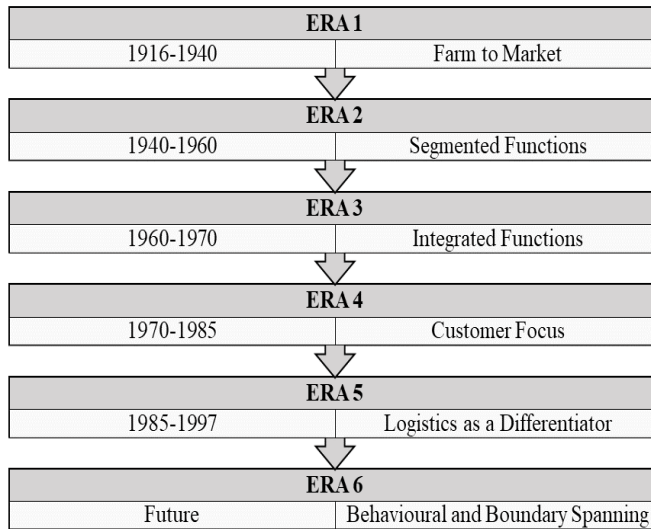 ERA 1
1916-1940 Farm to Market
ERA 2
1940-1960 Segmented Functions
ERA 3
1960-1970 Integrated Functions
ERA 4
1970-1985 Customer Focus
ERA 5
1985-1997 Logistics as a Differentiator
ERA 6
Future Behavioural and Boundary Spanning